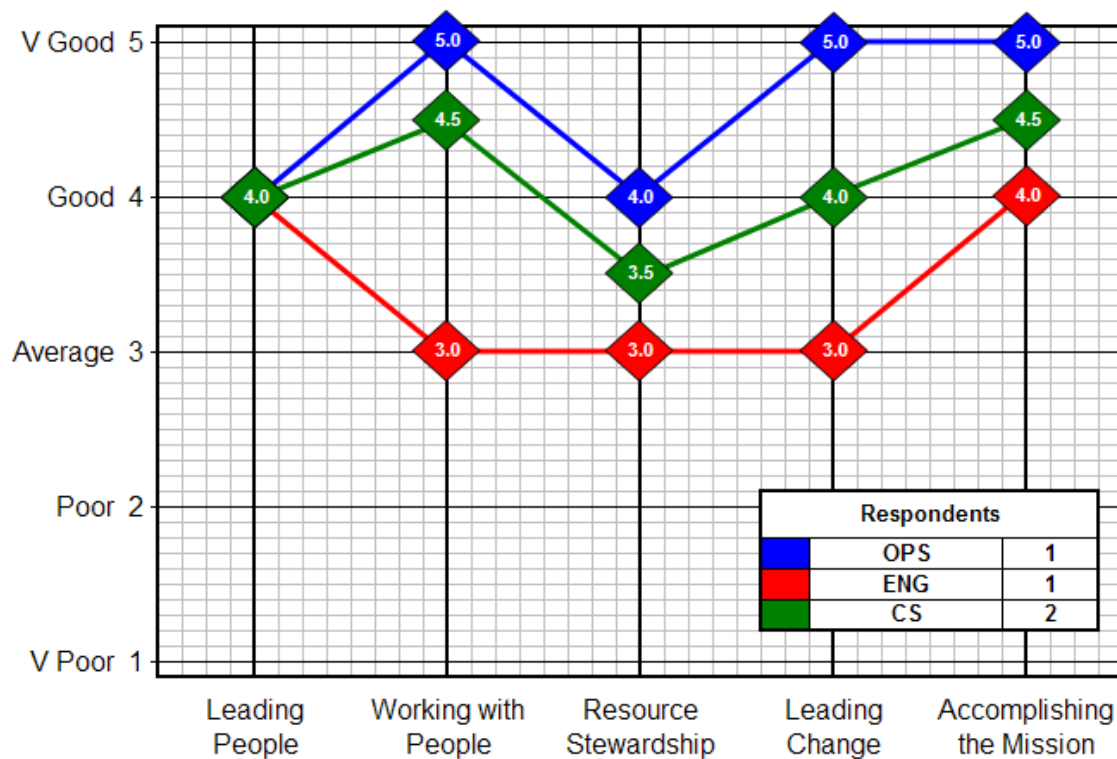 V Good 5
5.0
5.0
5.0
4.5
4.5
Good 4
4.0
4.0
4.0
4.0
3.5
Average 3
3.0
3.0
3.0
Poor 2
Respondents
OPS 1
ENG 1
CS 2
V Poor 1
Leading
People
Working with
People
Resource
Stewardship
Leading
Change
Accomplishing
the Mission